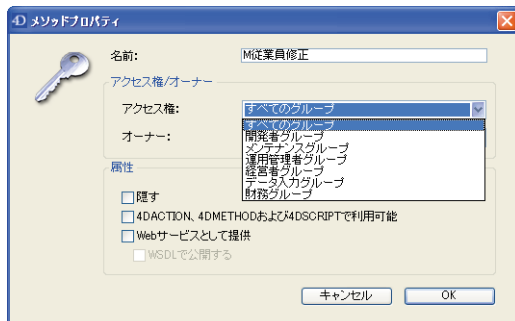 メソッドプロパティ
名前: M従業員修正
アクセス権/オーナー
アクセス権: すべてのグループ
すべてのグループ
開発者グループ
メンテナンスグループ
運用管理者グループ
経営者グループ
データ入力グループ
財務グループ
オーナー:
属性
隠す
4DACTION、4DMETHODおよび4DSCRIPTで利用可能
Webサービスとして提供
WSDLで公開する
キャンセル OK